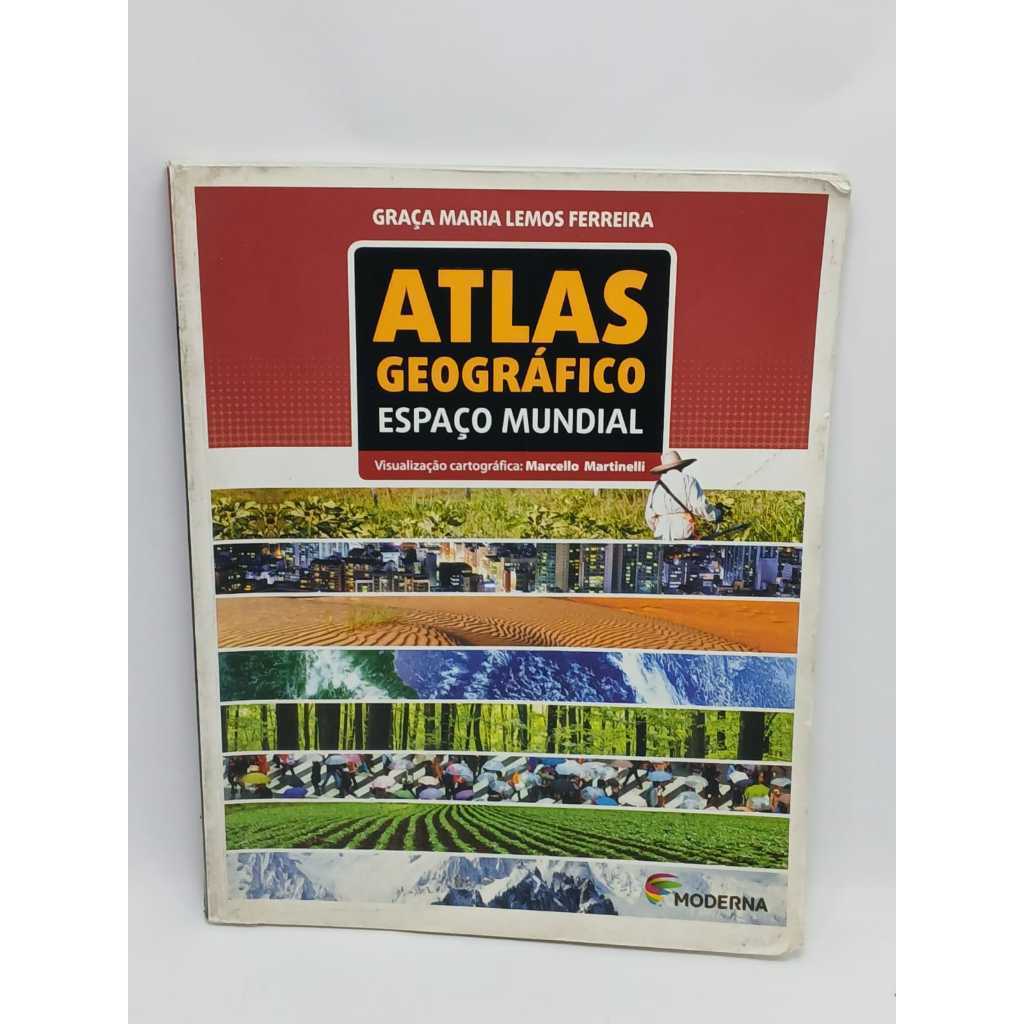 GRAÇA MARIA LEMOS FERREIRA
ATLAS
GEOGRÁFICO
ESPAÇO MUNDIAL
Visualização cartográfica: Marcello Martinelli
MODERNA